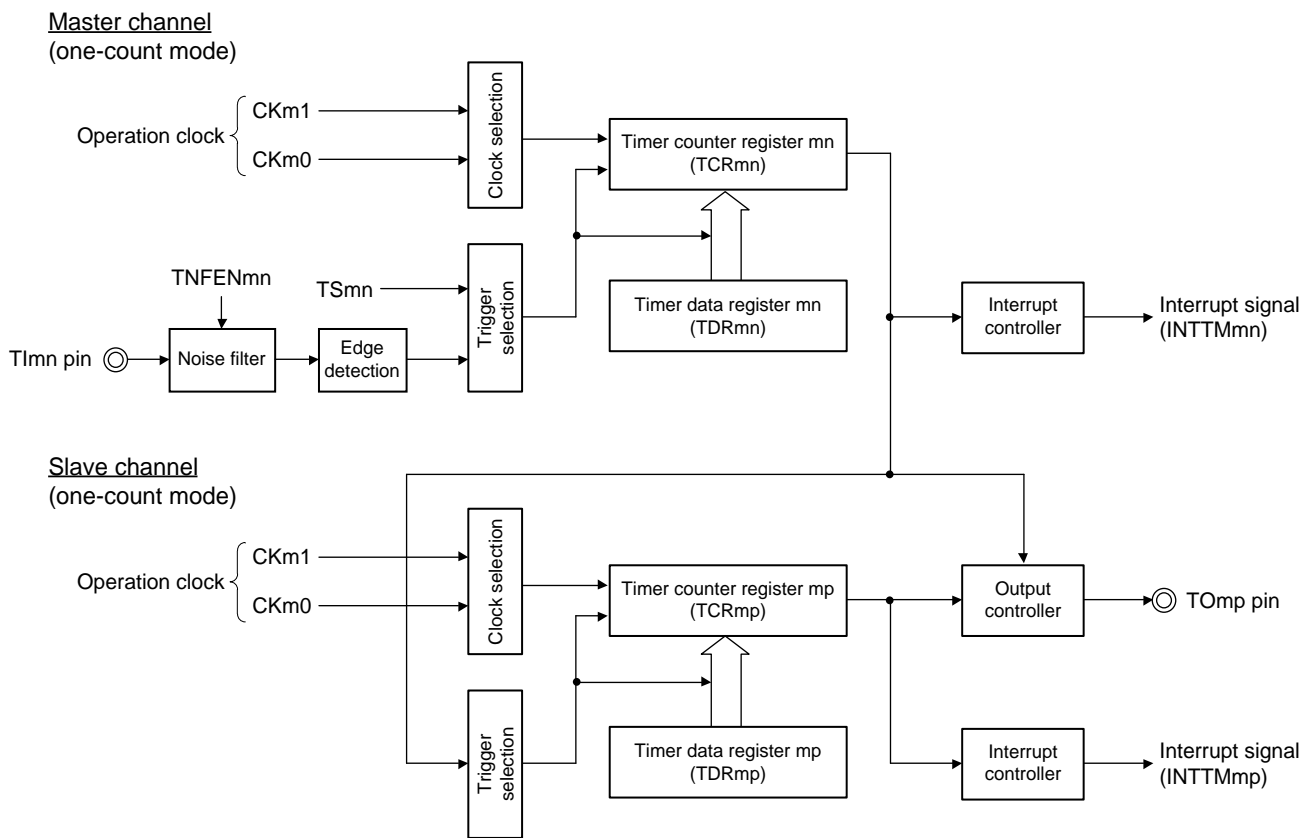 Master channel
(one-count mode)
Operation clock
CKm1
CKm0
Clock selection
Timer counter register mn
(TCRmn)
TNFENmn
TSmn
Trigger
selection
Timer data register mn
(TDRmn)
Interrupt
controller
Interrupt signal
(INTTMmn)
TImn pin
Noise filter
Edge
detection
Slave channel
(one-count mode)
Operation clock
CKm1
CKm0
Clock selection
Timer counter register mp
(TCRmp)
Output
controller
TOmp pin
Trigger
selection
Timer data register mp
(TDRmp)
Interrupt
controller
Interrupt signal
(INTTMmp)